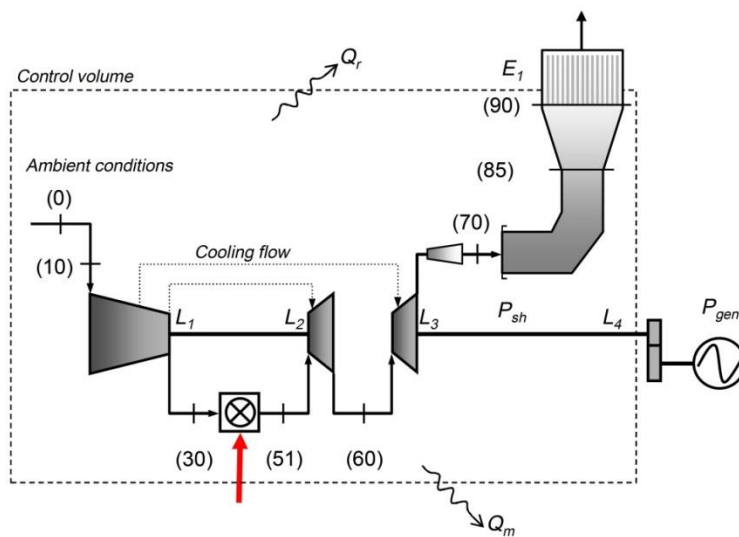 Q_r
Control volume
E_1
(90)
Ambient conditions
(85)
(0)
(70)
Cooling flow
(10)
L_1
L_2
L_3
P_sh
L_4
P_gen
(30)
(51)
(60)
Q_m